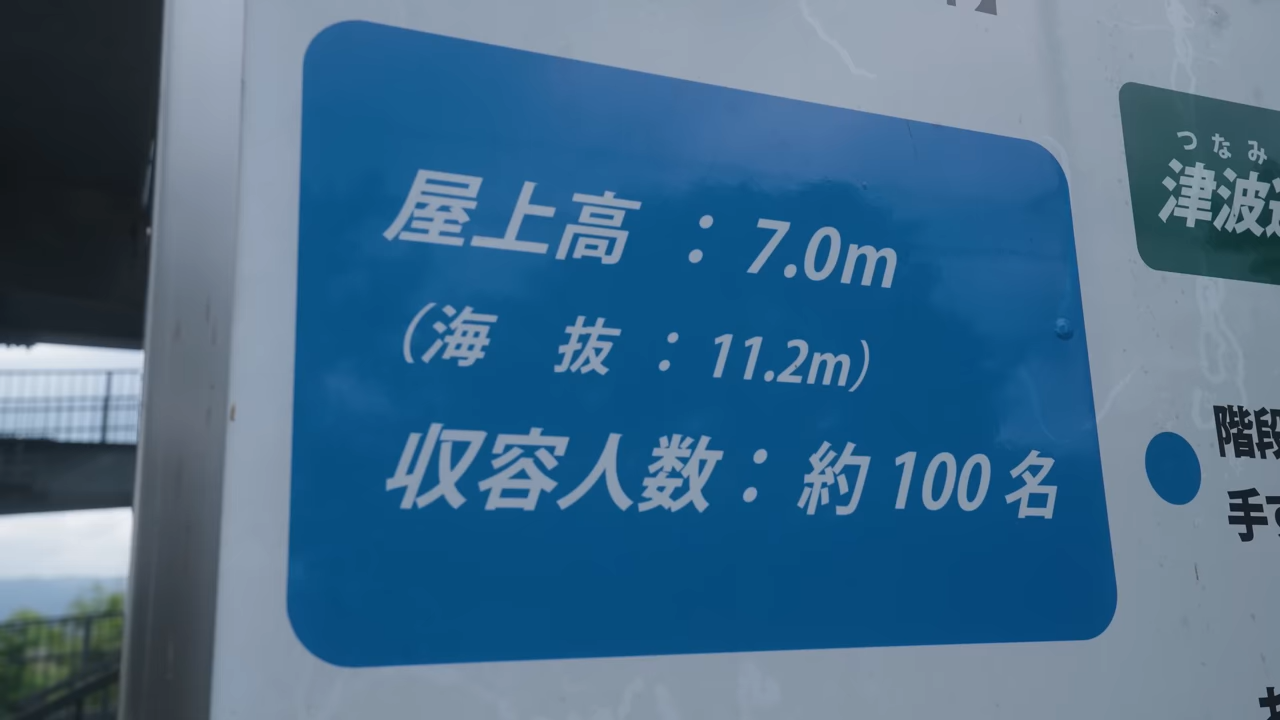 屋上高 : 7.0m
(海 抜 : 11.2m)
収容人数 : 約 100 名
つなみ
津波
階段
手す